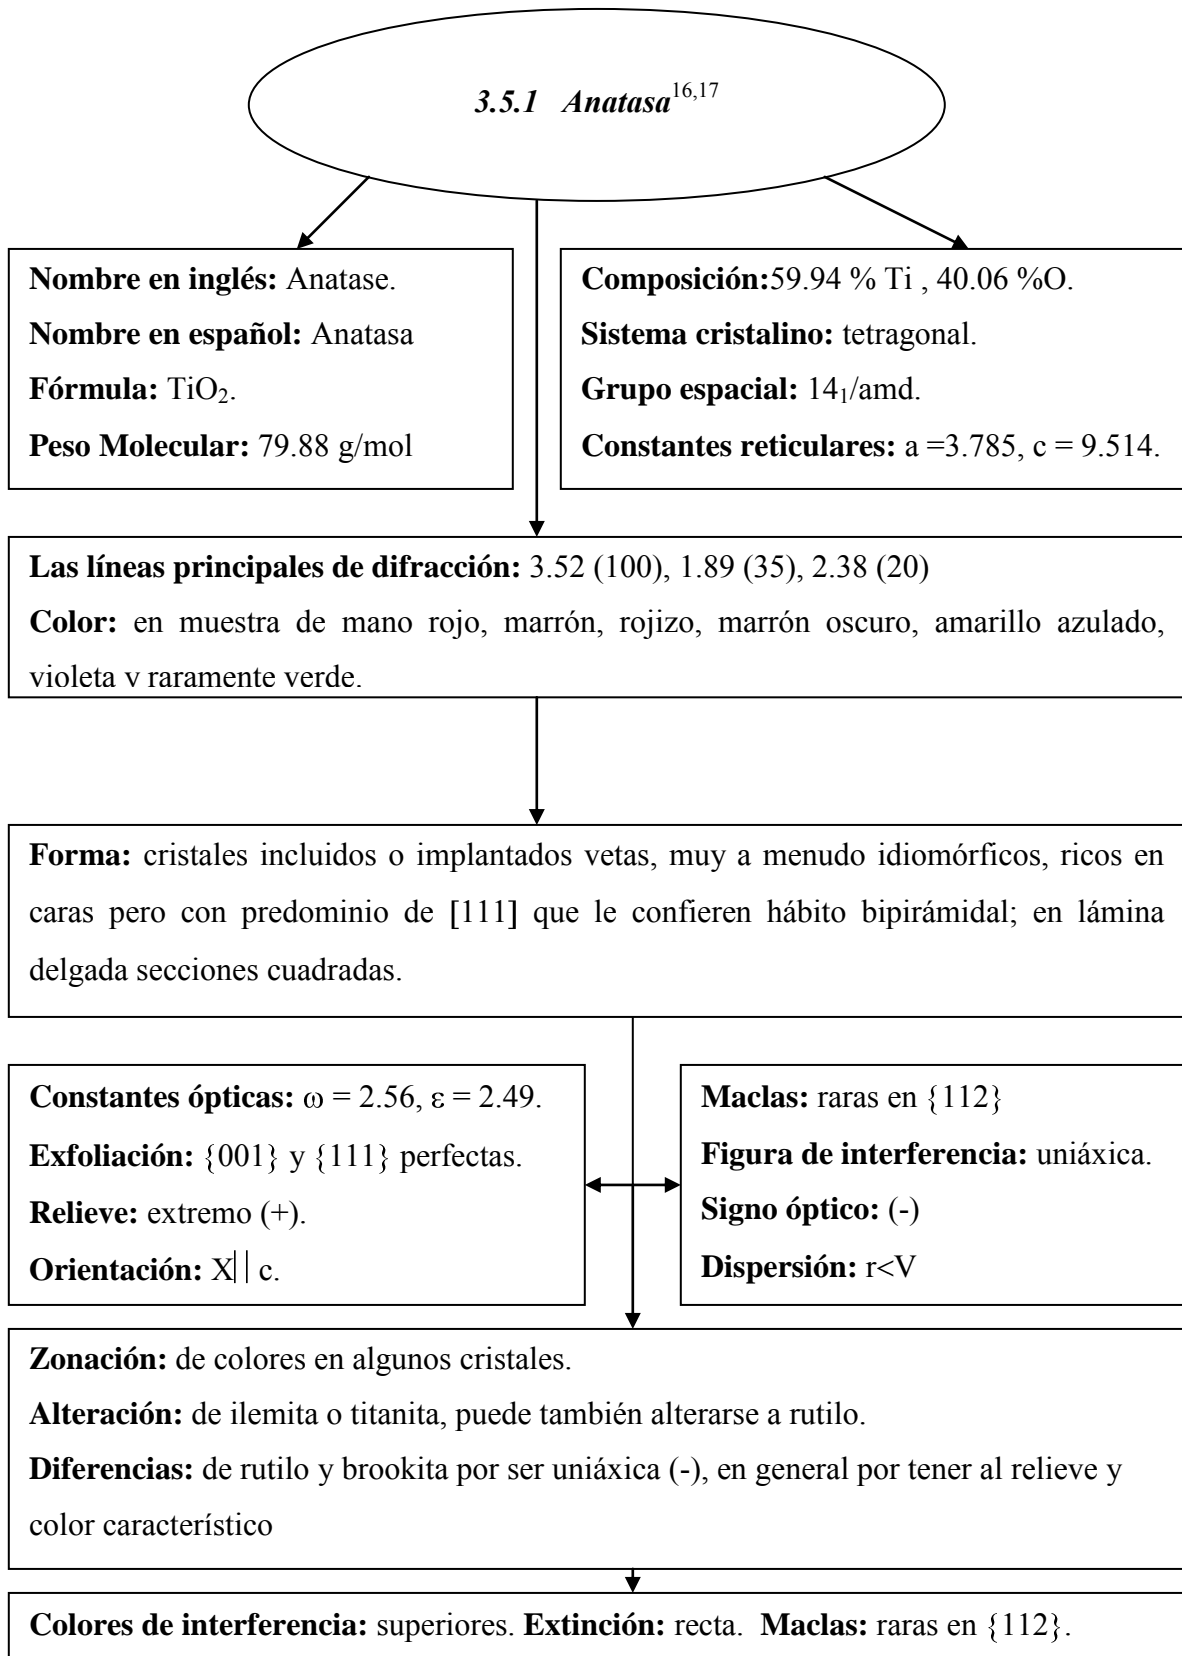 3.5.1 Anatasa16,17
Nombre en inglés: Anatase.
Nombre en español: Anatasa
Fórmula: TiO2.
Peso Molecular: 79.88 g/mol
Composición:59.94 % Ti , 40.06 %O.
Sistema cristalino: tetragonal.
Grupo espacial: 14₁/amd.
Constantes reticulares: a =3.785, c = 9.514.
Las líneas principales de difracción: 3.52 (100), 1.89 (35), 2.38 (20)
Color: en muestra de mano rojo, marrón, rojizo, marrón oscuro, amarillo azulado,
violeta y raramente verde.
Forma: cristales incluidos o implantados vetas, muy a menudo idiomórficos, ricos en
caras pero con predominio de [111] que le confieren hábito bipirámidal; en lámina
delgada secciones cuadradas.
Constantes ópticas: ω = 2.56, ε = 2.49.
Exfoliación: {001} y {111} perfectas.
Relieve: extremo (+).
Orientación: X|| c.
Maclas: raras en {112}
Figura de interferencia: uniáxica.
Signo óptico: (-)
Dispersión: r<V
Zonación: de colores en algunos cristales.
Alteración: de ilemita o titanita, puede también alterarse a rutilo.
Diferencias: de rutilo y brookita por ser uniáxica (-), en general por tener al relieve y
color característico
Colores de interferencia: superiores. Extinción: recta. Maclas: raras en {112}.